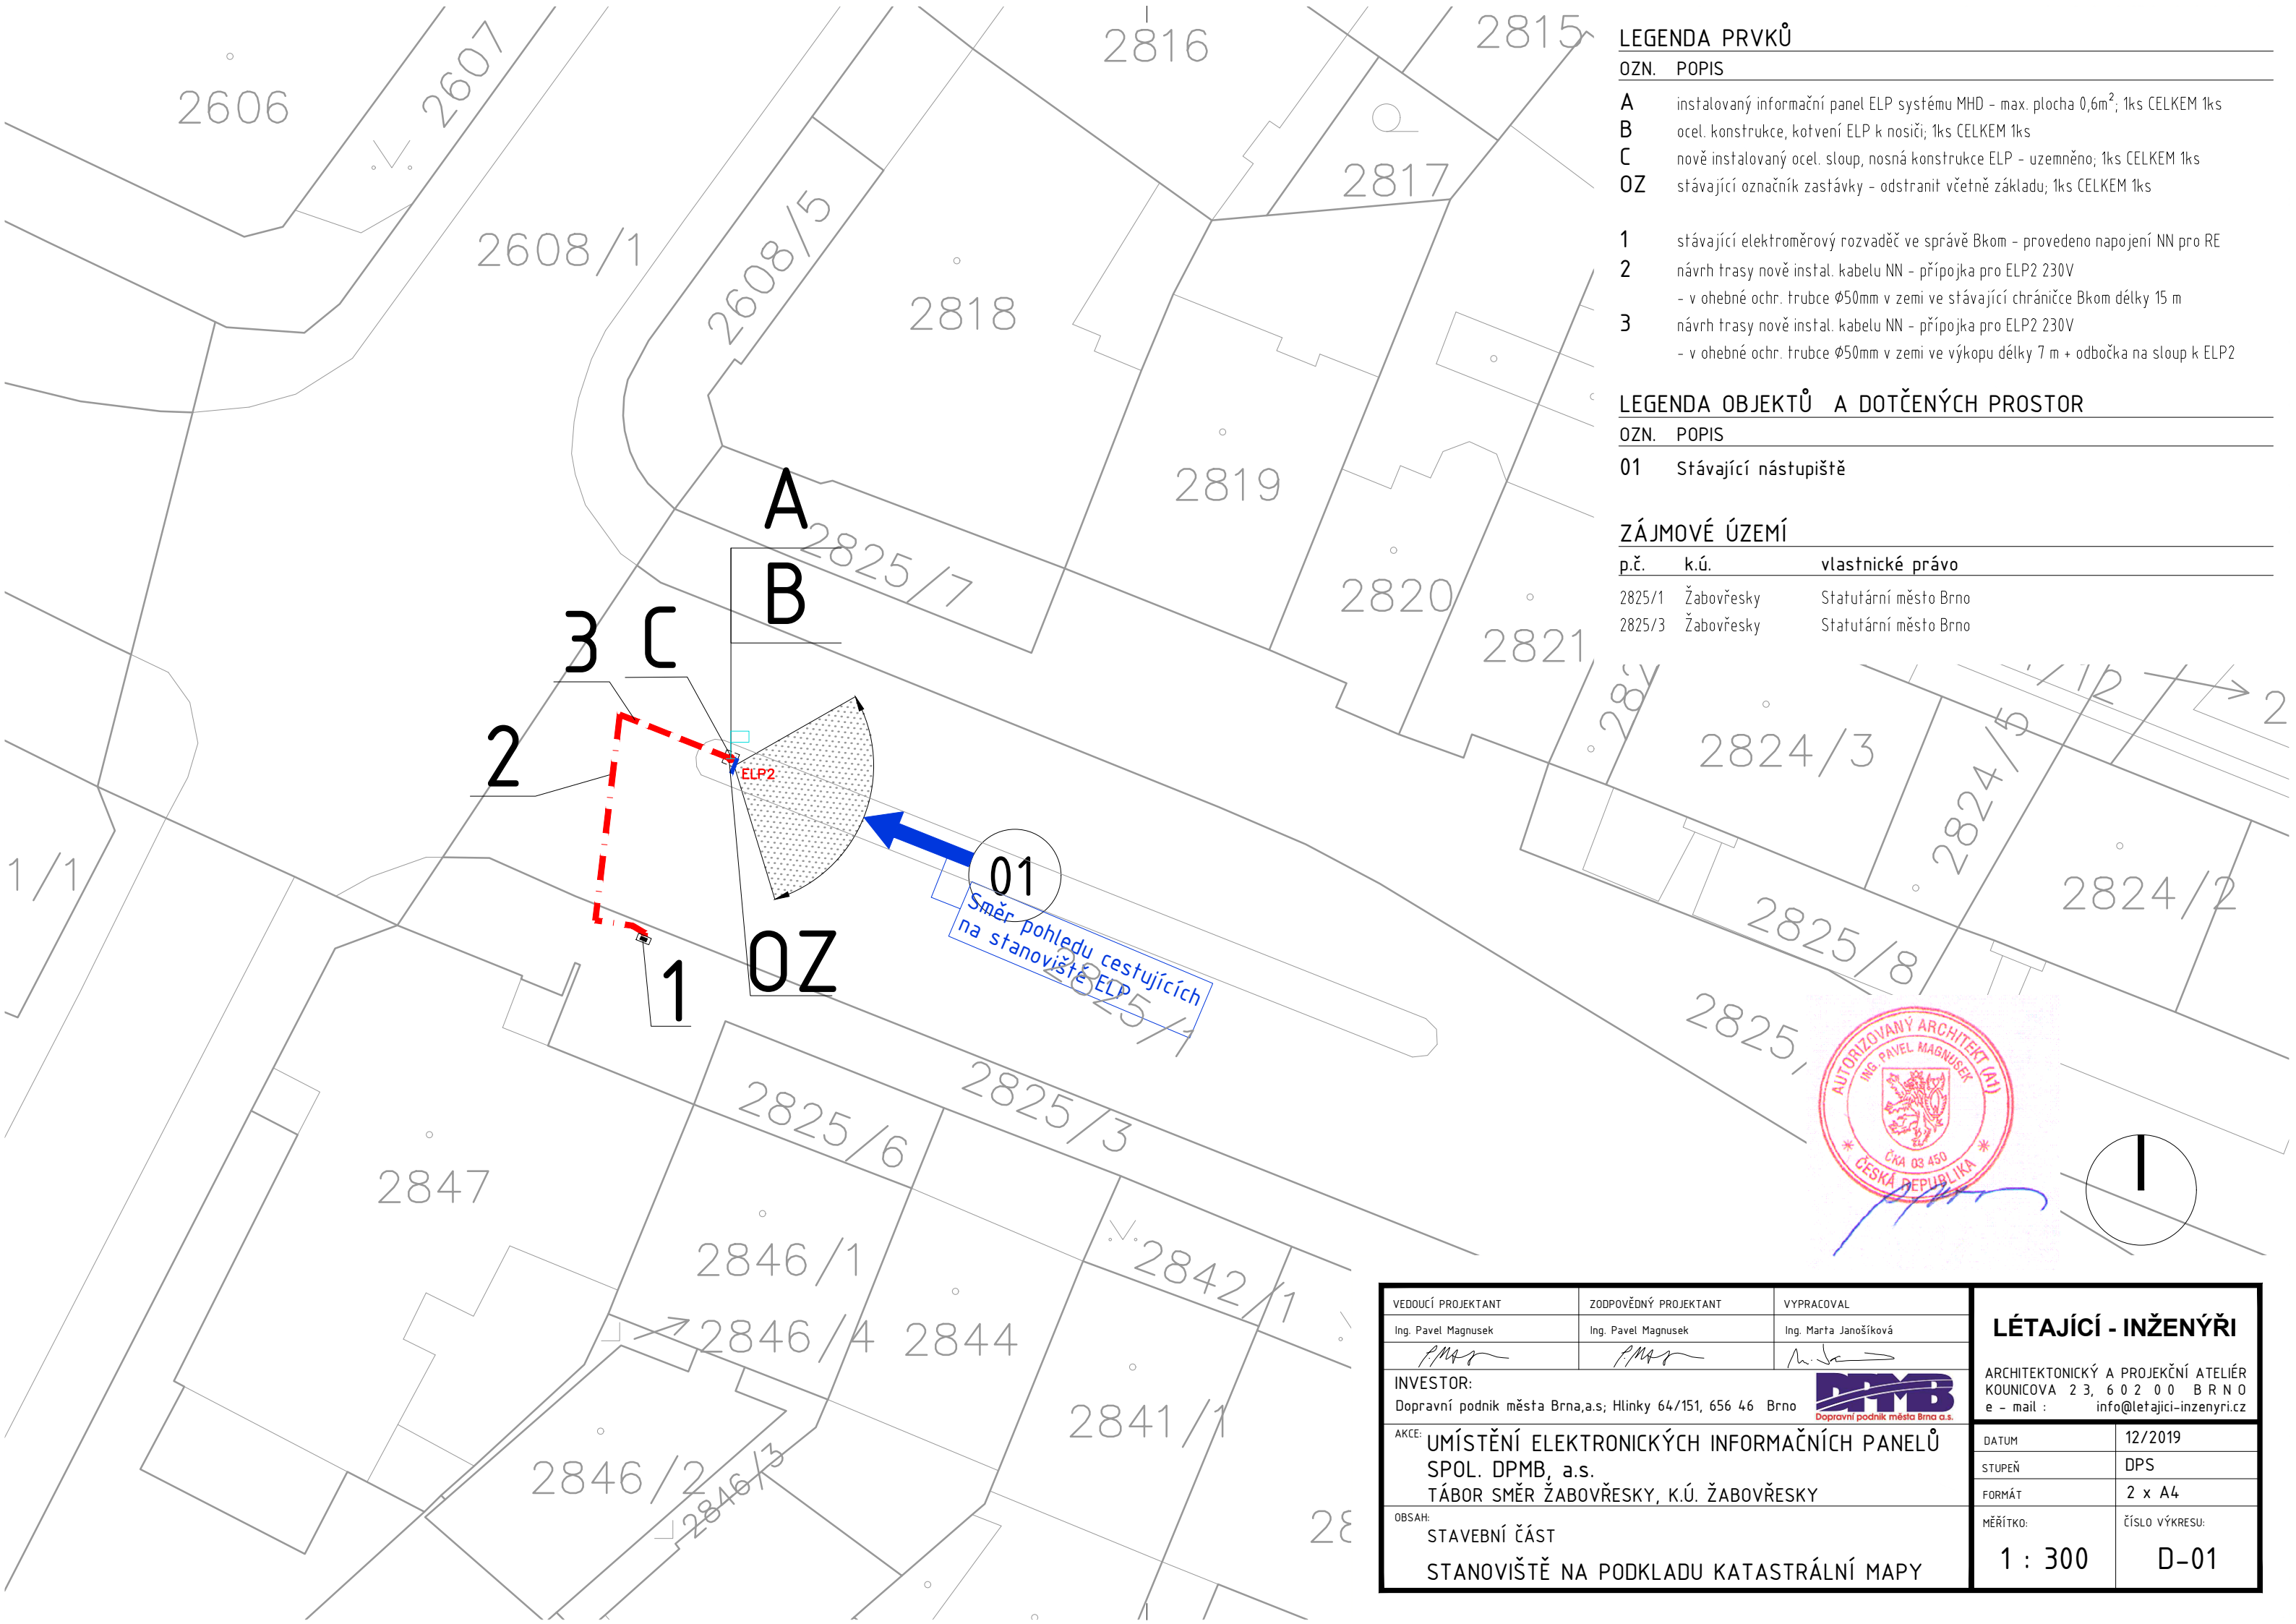 2606
2607
2608/1
2608/5
2816
2815
2817
2818
2819
2820
2821
2825/7
2824/3
2824/5
2824/2
2825/8
2825/1
2825/3
2825/6
2847
2846/1
2846/4
2844
2842/1
2841/1
2846/2
2846/3
1/1
A
B
3
C
2
ELP2
01
OZ
1
Směr pohledu cestujících
na stanoviště ELP
LEGENDA PRVKŮ
OZN. POPIS
A instalovaný informační panel ELP systému MHD - max. plocha 0,6m²; 1ks CELKEM 1ks
B ocel. konstrukce, kotvení ELP k nosiči; 1ks CELKEM 1ks
C nově instalovaný ocel. sloup, nosná konstrukce ELP - uzemněno; 1ks CELKEM 1ks
OZ stávající označník zastávky - odstranit včetně základu; 1ks CELKEM 1ks
1 stávající elektroměrový rozvaděč ve správě Bkom - provedeno napojení NN pro RE
2 návrh trasy nově instal. kabelu NN - přípojka pro ELP2 230V
- v ohebné ochr. trubce Ø50mm v zemi ve stávající chráničce Bkom délky 15 m
3 návrh trasy nově instal. kabelu NN - přípojka pro ELP2 230V
- v ohebné ochr. trubce Ø50mm v zemi ve výkopu délky 7 m + odbočka na sloup k ELP2
LEGENDA OBJEKTŮ A DOTČENÝCH PROSTOR
OZN. POPIS
01 Stávající nástupiště
ZÁJMOVÉ ÚZEMÍ
p.č. k.ú. vlastnické právo
2825/1 Žabovřesky Statutární město Brno
2825/3 Žabovřesky Statutární město Brno
AUTORIZOVANÝ ARCHITEKT (A1)
ING. PAVEL MAGNUSEK
ČKA 03 450
ČESKÁ REPUBLIKA
VEDOUCÍ PROJEKTANT ZODPOVĚDNÝ PROJEKTANT VYPRACOVAL
Ing. Pavel Magnusek Ing. Pavel Magnusek Ing. Marta Janošíková
INVESTOR:
Dopravní podnik města Brna,a.s; Hlinky 64/151, 656 46 Brno
DPMB
Dopravní podnik města Brna a.s.
AKCE: UMÍSTĚNÍ ELEKTRONICKÝCH INFORMAČNÍCH PANELŮ
SPOL. DPMB, a.s.
TÁBOR SMĚR ŽABOVŘESKY, K.Ú. ŽABOVŘESKY
OBSAH:
STAVEBNÍ ČÁST
STANOVIŠTĚ NA PODKLADU KATASTRÁLNÍ MAPY
LÉTAJÍCÍ - INŽENÝŘI
ARCHITEKTONICKÝ A PROJEKČNÍ ATELIÉR
KOUNICOVA 23, 602 00 BRNO
e - mail : info@letajici-inzenyri.cz
DATUM 12/2019
STUPEŇ DPS
FORMÁT 2 x A4
MĚŘÍTKO: ČÍSLO VÝKRESU:
1 : 300 D-01